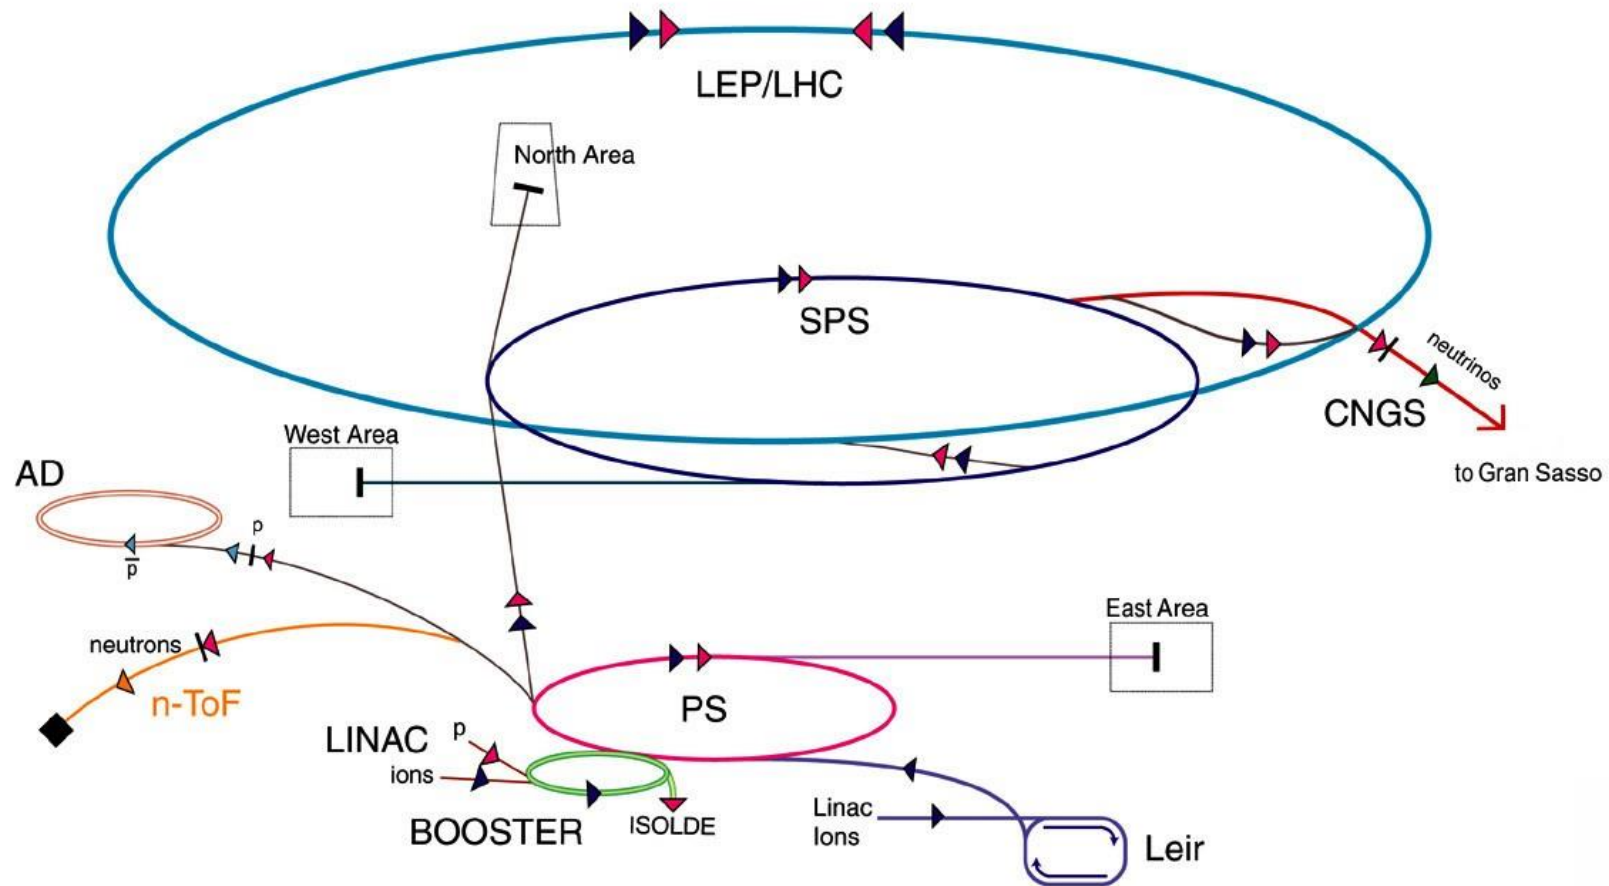 LEP/LHC
North Area
SPS
neutrinos
CNGS
to Gran Sasso
West Area
AD
p
p̅
neutrons
n-ToF
East Area
PS
LINAC
p
ions
BOOSTER
ISOLDE
Linac
Ions
Leir